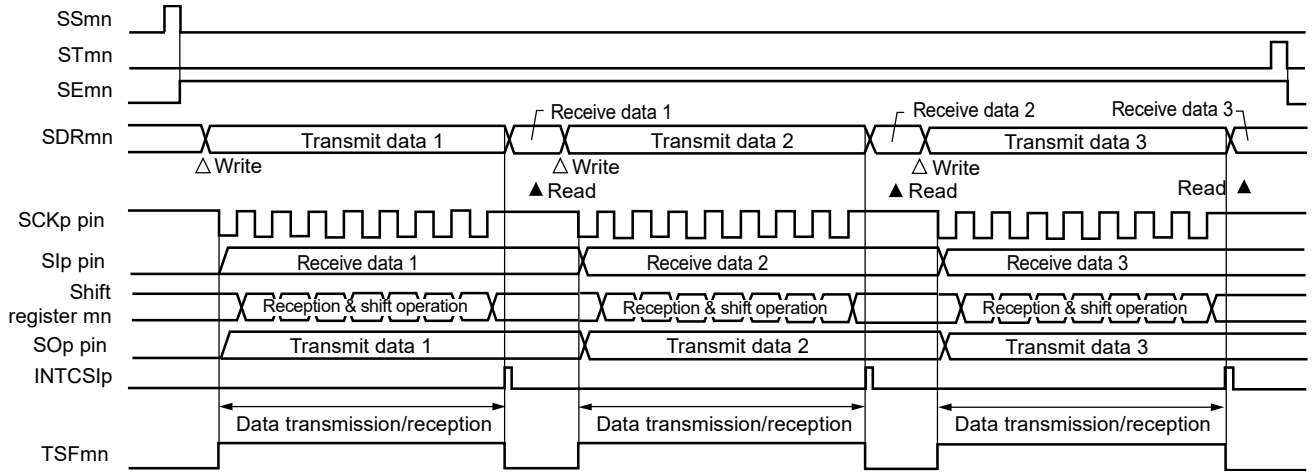 SSmn
STmn
SEmn
Receive data 1 Receive data 2 Receive data 3
SDRmn Transmit data 1 Transmit data 2 Transmit data 3
△ Write △ Write △ Write
▲ Read ▲ Read Read ▲
SCKp pin
SIp pin Receive data 1 Receive data 2 Receive data 3
Shift
register mn Reception & shift operation Reception & shift operation Reception & shift operation
SOp pin Transmit data 1 Transmit data 2 Transmit data 3
INTCSIp
Data transmission/reception Data transmission/reception Data transmission/reception
TSFmn